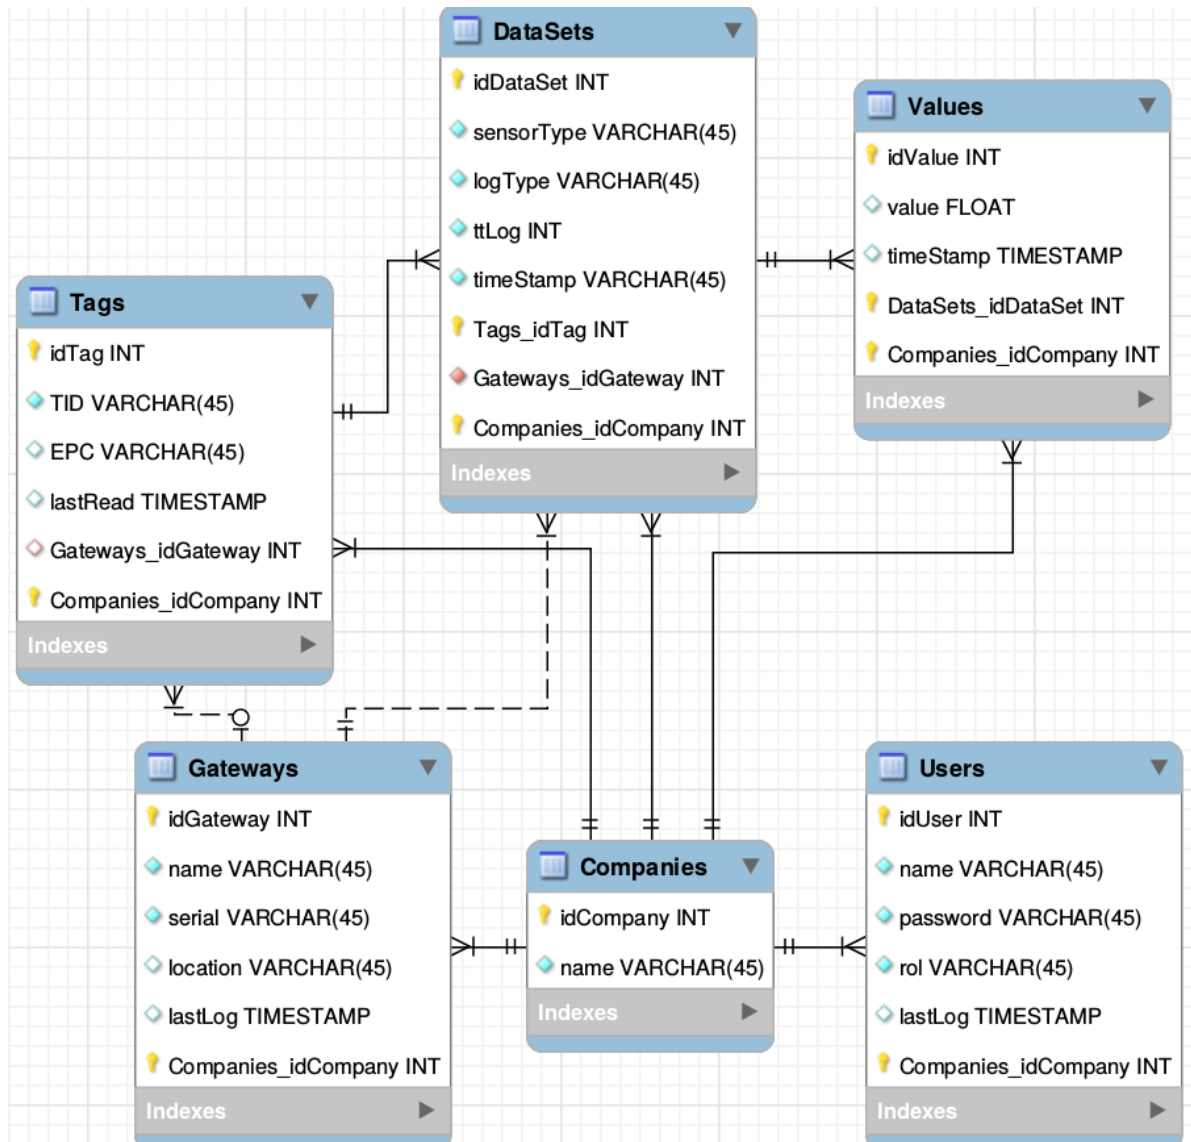 DataSets
idDataSet INT
sensorType VARCHAR(45)
logType VARCHAR(45)
ttLog INT
timeStamp VARCHAR(45)
Tags_idTag INT
Gateways_idGateway INT
Companies_idCompany INT
Indexes
Values
idValue INT
value FLOAT
timeStamp TIMESTAMP
DataSets_idDataSet INT
Companies_idCompany INT
Indexes
Tags
idTag INT
TID VARCHAR(45)
EPC VARCHAR(45)
lastRead TIMESTAMP
Gateways_idGateway INT
Companies_idCompany INT
Indexes
Gateways
idGateway INT
name VARCHAR(45)
serial VARCHAR(45)
location VARCHAR(45)
lastLog TIMESTAMP
Companies_idCompany INT
Indexes
Companies
idCompany INT
name VARCHAR(45)
Indexes
Users
idUser INT
name VARCHAR(45)
password VARCHAR(45)
rol VARCHAR(45)
lastLog TIMESTAMP
Companies_idCompany INT
Indexes